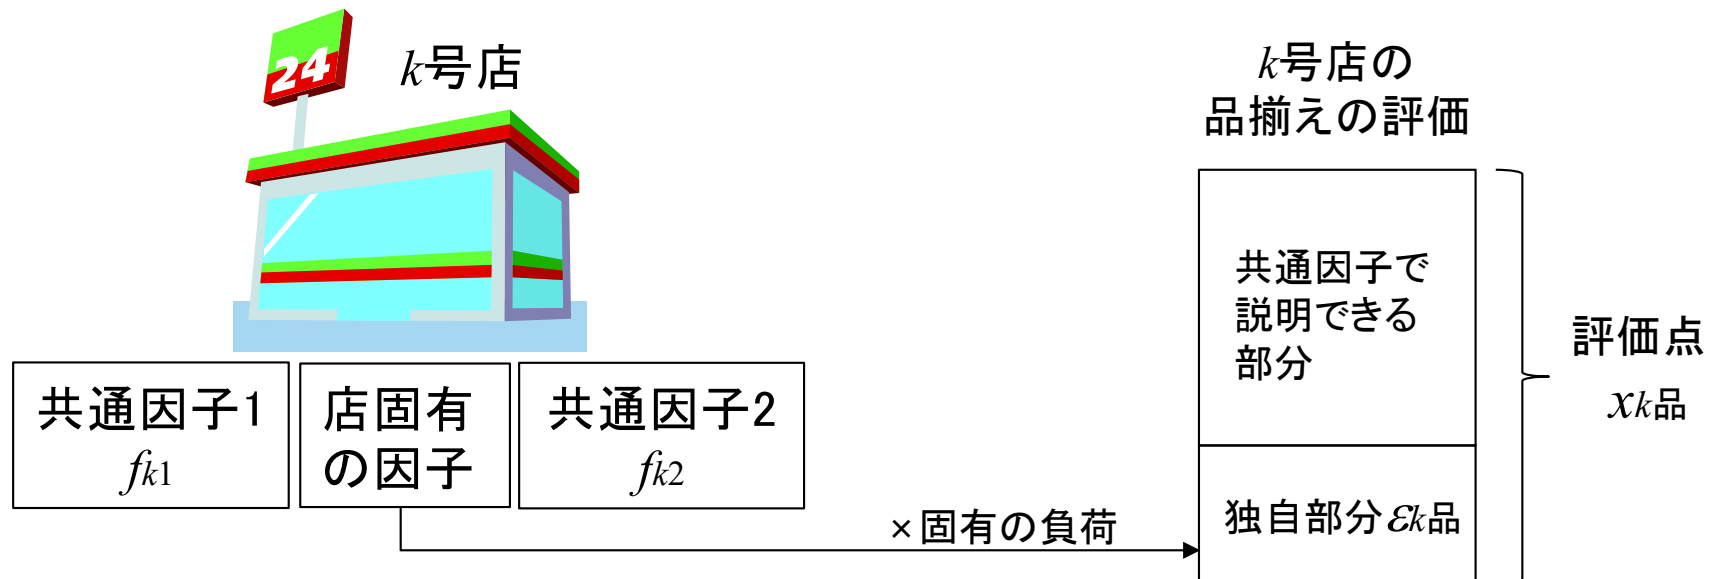 24
k号店
k号店の
品揃えの評価
共通因子で
説明できる
部分
評価点
xk品
共通因子1
fk1
店固有
の因子
共通因子2
fk2
×固有の負荷
独自部分εk品